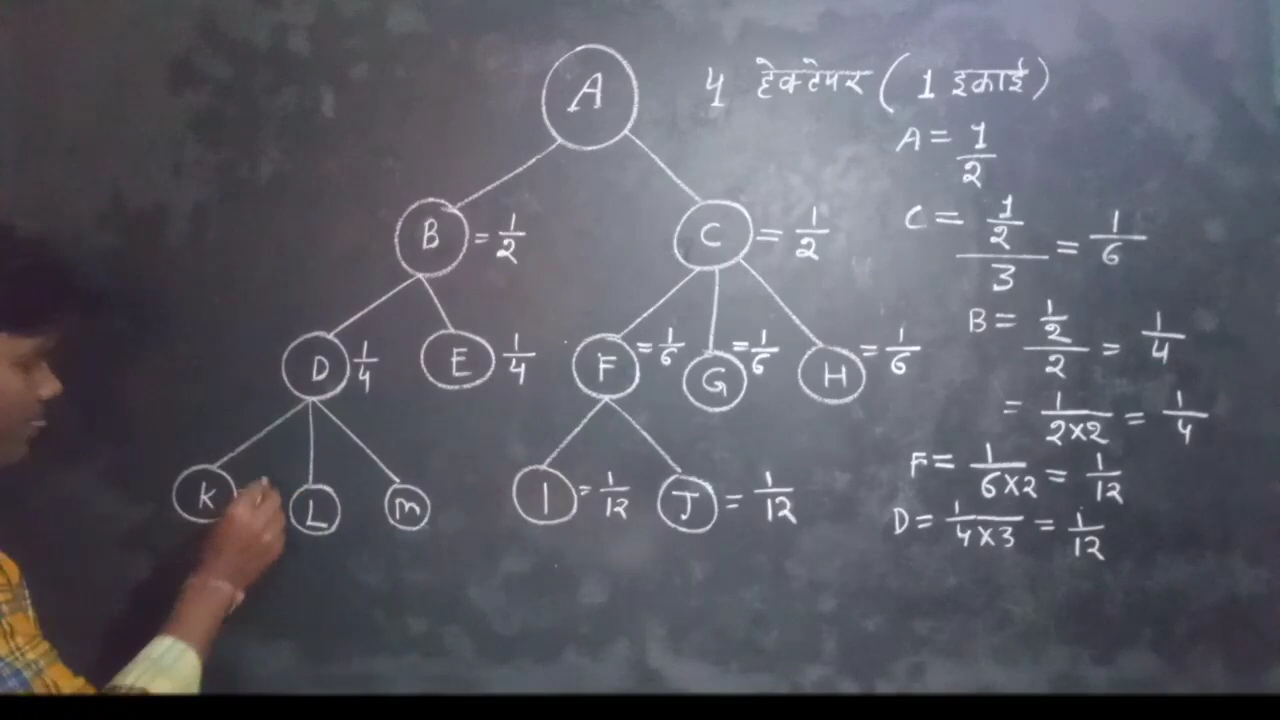 A
4 हेक्टेयर ( 1 इकाई )
A = 1/2
B = 1/2
C = 1/2
C = 1/2 / 3 = 1/6
D 1/4
E 1/4
F = 1/6
G = 1/6
H = 1/6
B = 1/2 / 2 = 1/4
= 1/2×2 = 1/4
K
L
m
I = 1/12
J = 1/12
F = 1/6×2 = 1/12
D = 1/4×3 = 1/12